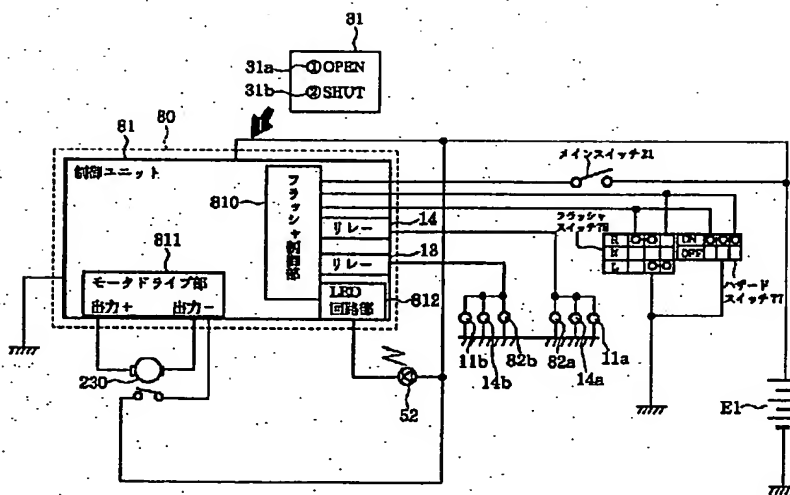 31
31a ①OPEN
31b ②SHUT
80
81
制御ユニット
810
フラッシャ制御部
リレー
14
リレー
13
LED
回路部
812
811
モータドライブ部
出力+ 出力-
230
52
メインスイッチ21
フラッシャ
スイッチ76
R
N
L
ON
OFF
ハザード
スイッチ77
11b
14b
82b
82a
14a
11a
E1